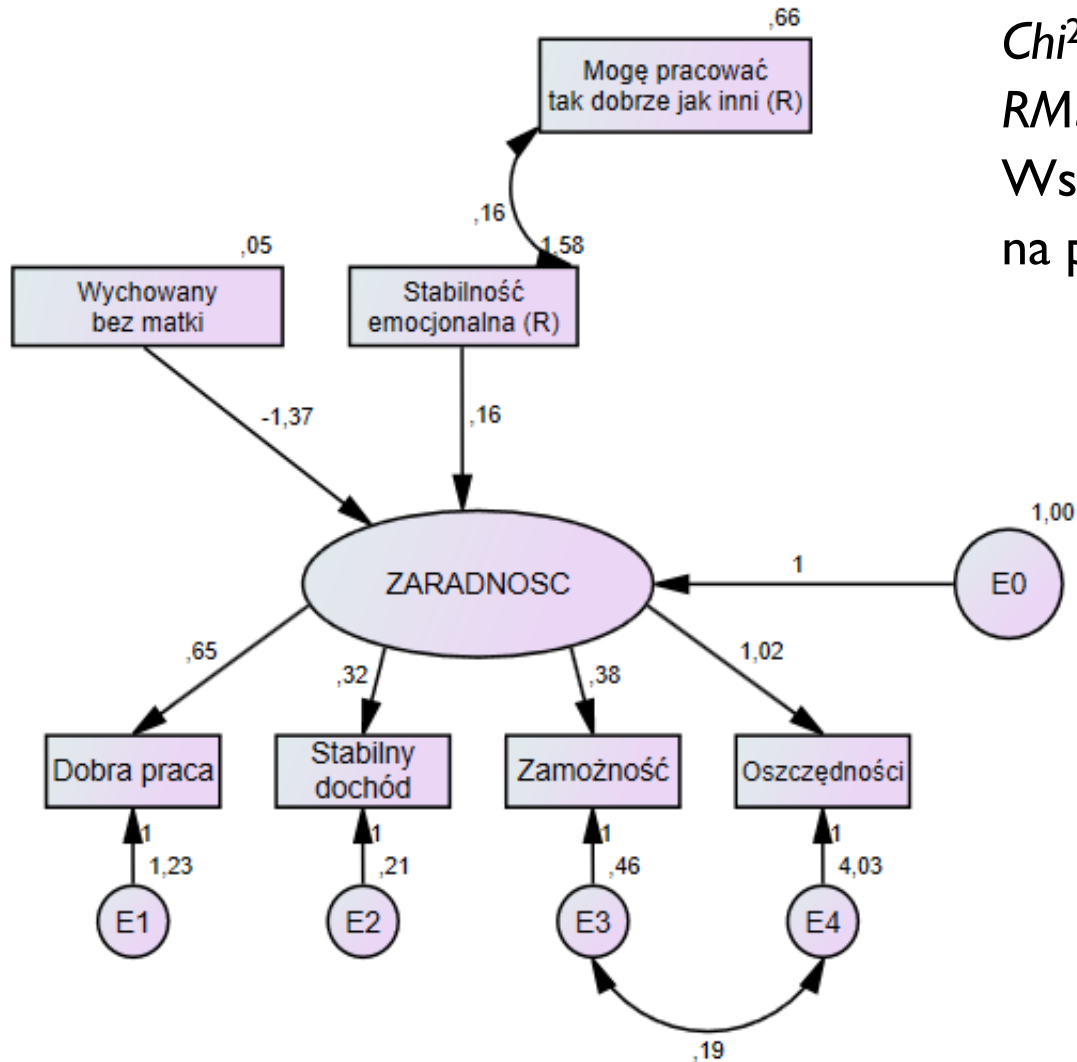 ,66
Mogę pracować
tak dobrze jak inni (R)
Chi²
,16
,05
1,58
na
Wychowany
bez matki
Stabilność
emocjonalna (R)
-1,37
,16
1,00
ZARADNOSC
1
E0
,65
,32
,38
1,02
Dobra praca
Stabilny
dochód
Zamożność
Oszczędności
1
1
1
1
1,23
,21
,46
4,03
E1
E2
E3
E4
,19